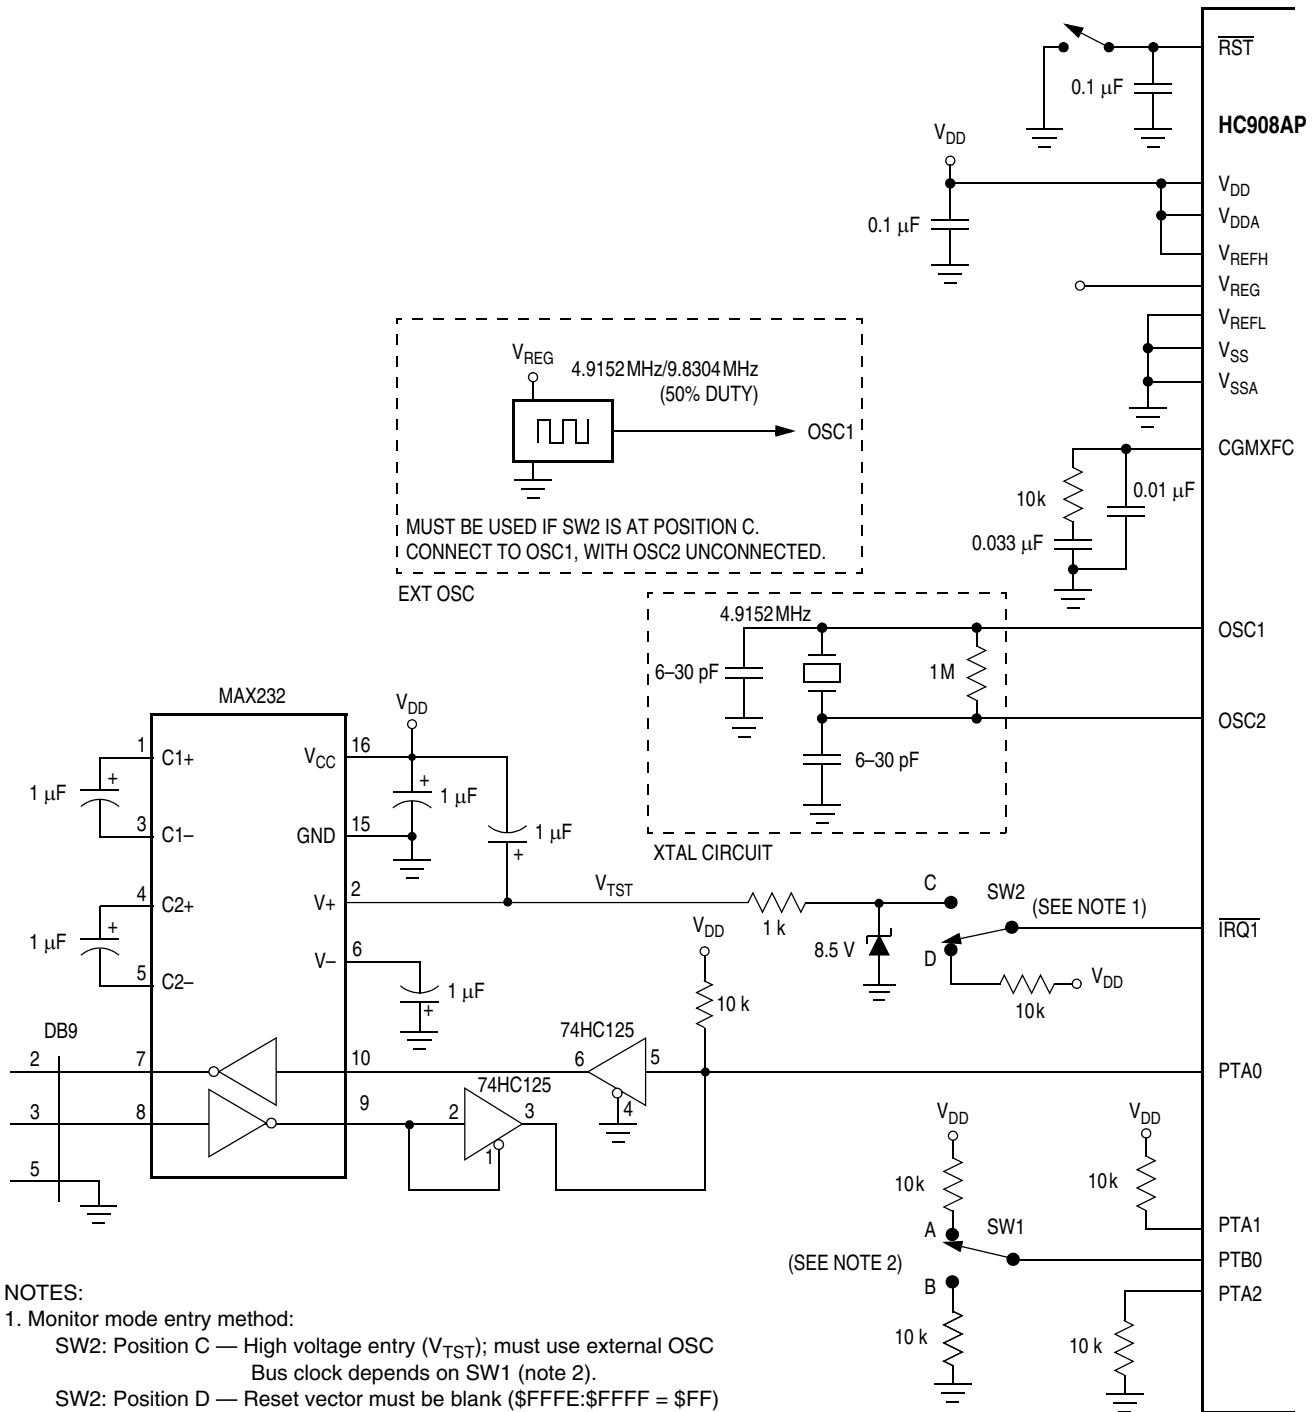 RST
0.1 μF
HC908AP
VDD
VDD
0.1 μF
VDDA
VREFH
VREG
VREFL
VSS
VSSA
VREG
4.9152MHz/9.8304MHz
(50% DUTY)
OSC1
MUST BE USED IF SW2 IS AT POSITION C.
CONNECT TO OSC1, WITH OSC2 UNCONNECTED.
EXT OSC
CGMXFC
10k
0.01 μF
0.033 μF
4.9152MHz
OSC1
6–30 pF
1M
OSC2
6–30 pF
XTAL CIRCUIT
MAX232
VDD
1
C1+
VCC
16
1 μF
+
+
1 μF
3
C1–
GND
15
1 μF
+
4
C2+
V+
2
VTST
1 μF
+
5
C2–
V–
6
1 μF
+
1 k
8.5 V
C
SW2
(SEE NOTE 1)
IRQ1
D
VDD
10k
VDD
10 k
DB9
74HC125
2
7
10
6
5
4
PTA0
74HC125
3
8
9
2
3
1
5
VDD
VDD
10k
10k
A
SW1
PTA1
(SEE NOTE 2)
PTB0
B
PTA2
10 k
10 k
NOTES:
1. Monitor mode entry method:
SW2: Position C — High voltage entry (VTST); must use external OSC
Bus clock depends on SW1 (note 2).
SW2: Position D — Reset vector must be blank ($FFFE:$FFFF = $FF)